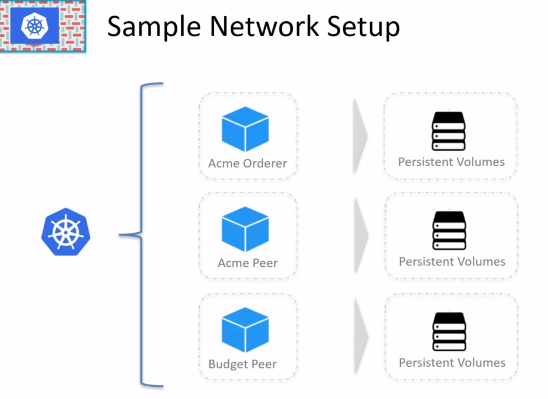 Sample Network Setup
Acme Orderer
Persistent Volumes
Acme Peer
Persistent Volumes
Budget Peer
Persistent Volumes